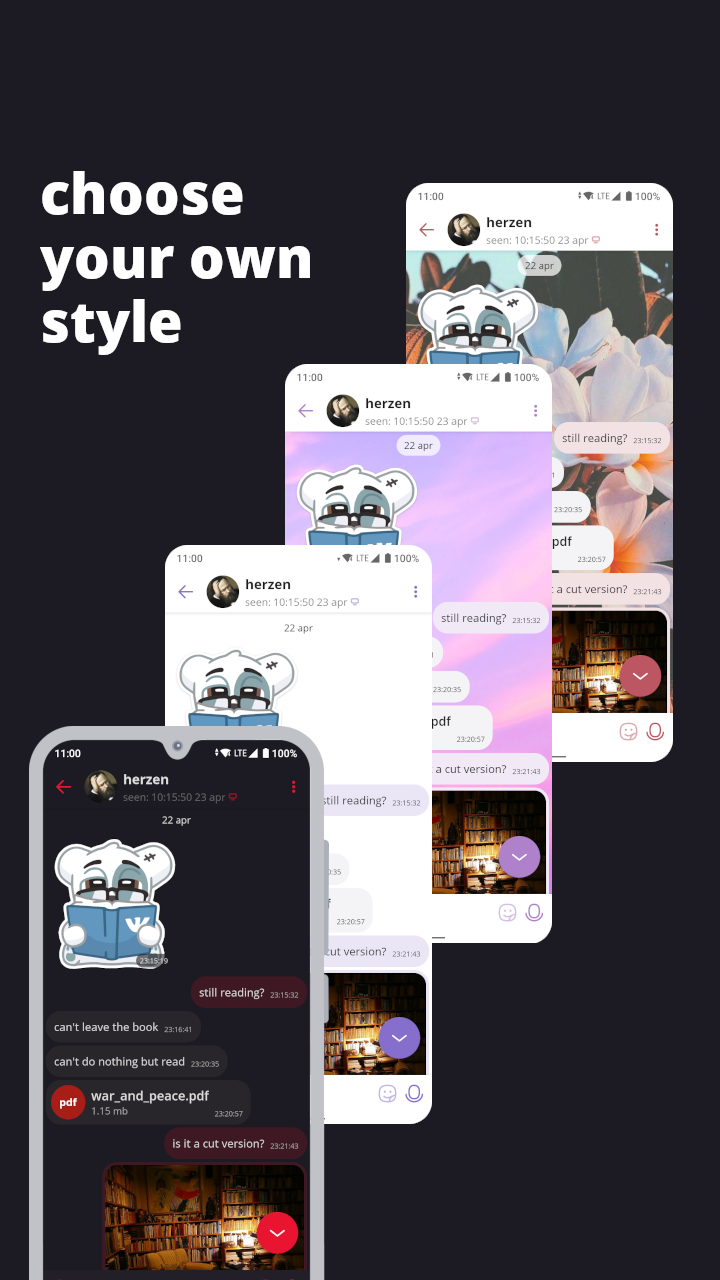 choose
your own
style
11:00 LTE 100%
herzen
seen: 10:15:50 23 apr
22 apr
still reading? 23:15:32
23:20:35
pdf
23:20:57
a cut version? 23:21:43
11:00 LTE 100%
herzen
seen: 10:15:50 23 apr
22 apr
still reading? 23:15:32
23:20:35
pdf
23:20:57
a cut version? 23:21:43
11:00 LTE 100%
herzen
seen: 10:15:50 23 apr
22 apr
still reading? 23:15:32
0:35
23:20:57
cut version? 23:21:43
11:00 LTE 100%
herzen
seen: 10:15:50 23 apr
22 apr
23:15:19
still reading? 23:15:32
can't leave the book 23:16:41
can't do nothing but read 23:20:35
pdf war_and_peace.pdf
1.15 mb 23:20:57
is it a cut version? 23:21:43